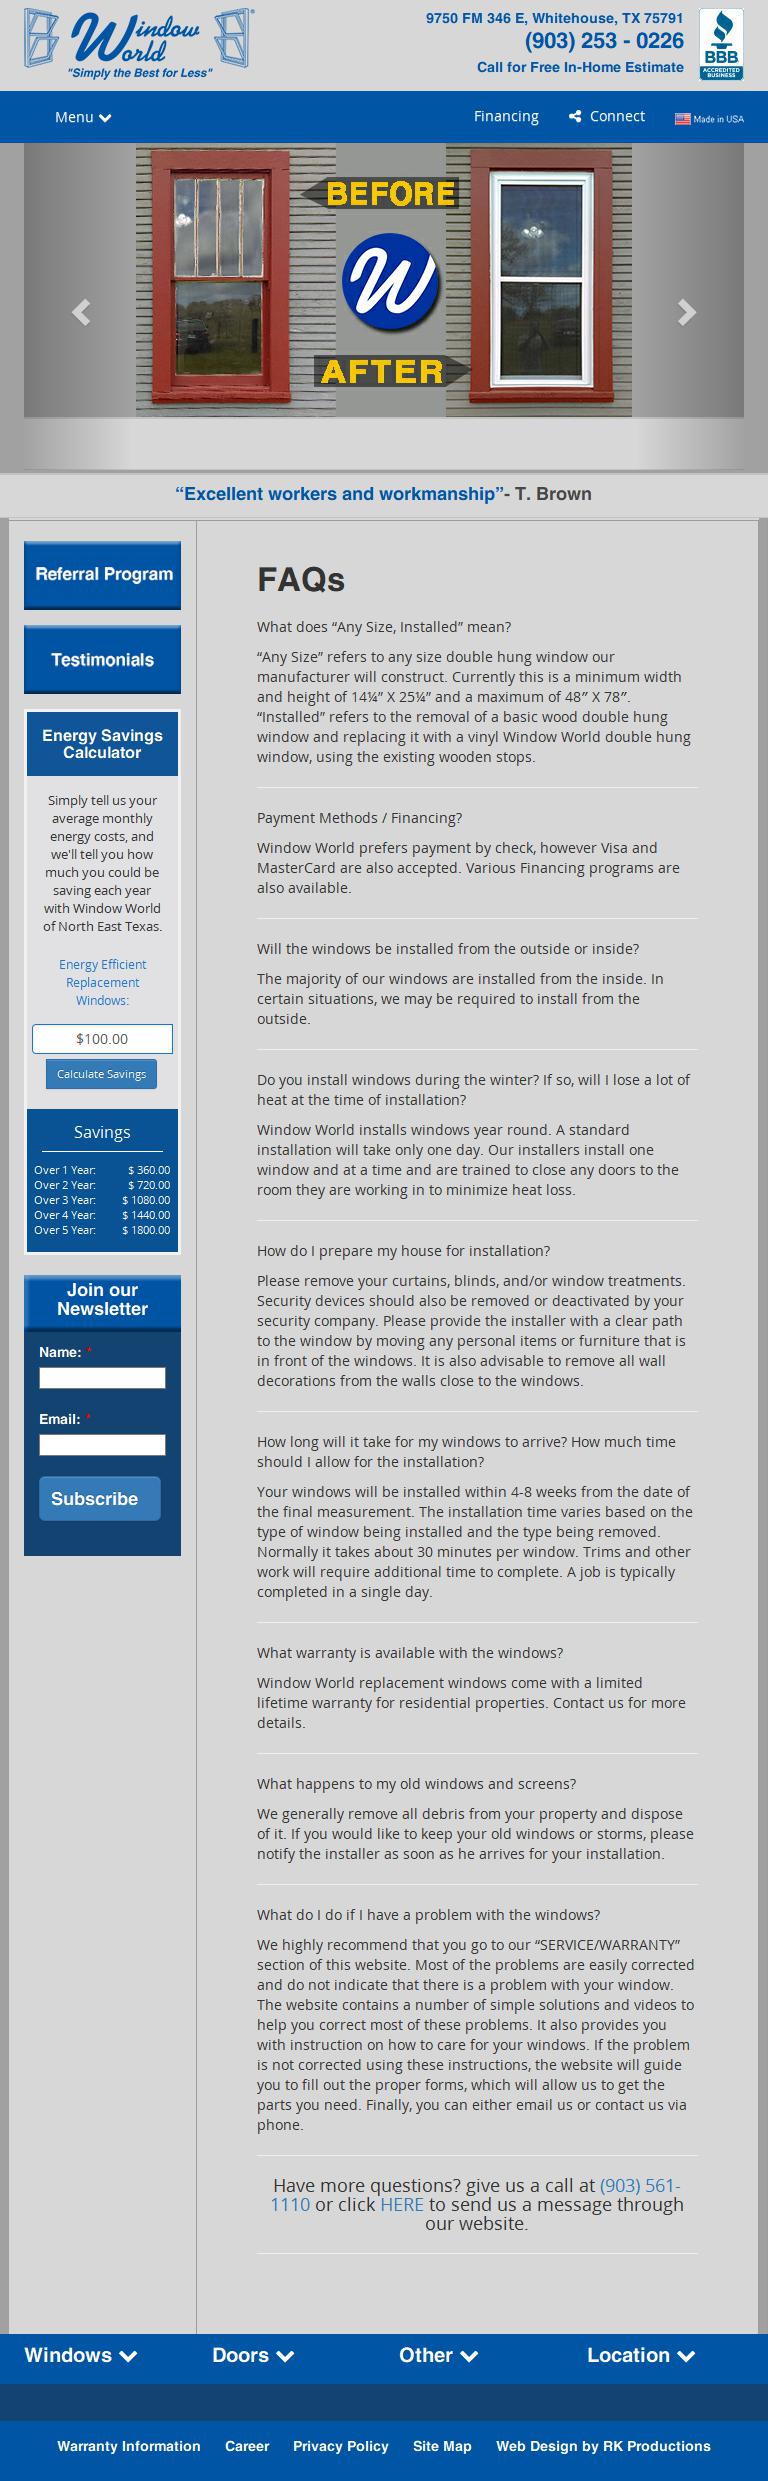 Window World
"Simply the Best for Less"
9750 FM 346 E, Whitehouse, TX 75791
(903) 253 - 0226
Call for Free In-Home Estimate
BBB
ACCREDITED BUSINESS
Menu
Financing
Connect
Made in USA
BEFORE
W
AFTER
“Excellent workers and workmanship”- T. Brown
Referral Program
Testimonials
Energy Savings
Calculator
Simply tell us your
average monthly
energy costs, and
we'll tell you how
much you could be
saving each year
with Window World
of North East Texas.
Energy Efficient
Replacement
Windows:
$100.00
Calculate Savings
Savings
Over 1 Year: $ 360.00
Over 2 Year: $ 720.00
Over 3 Year: $ 1080.00
Over 4 Year: $ 1440.00
Over 5 Year: $ 1800.00
Join our
Newsletter
Name: *
Email: *
Subscribe
FAQs
What does “Any Size, Installed” mean?
“Any Size” refers to any size double hung window our
manufacturer will construct. Currently this is a minimum width
and height of 14¼” X 25¼” and a maximum of 48” X 78”.
“Installed” refers to the removal of a basic wood double hung
window and replacing it with a vinyl Window World double hung
window, using the existing wooden stops.
Payment Methods / Financing?
Window World prefers payment by check, however Visa and
MasterCard are also accepted. Various Financing programs are
also available.
Will the windows be installed from the outside or inside?
The majority of our windows are installed from the inside. In
certain situations, we may be required to install from the
outside.
Do you install windows during the winter? If so, will I lose a lot of
heat at the time of installation?
Window World installs windows year round. A standard
installation will take only one day. Our installers install one
window and at a time and are trained to close any doors to the
room they are working in to minimize heat loss.
How do I prepare my house for installation?
Please remove your curtains, blinds, and/or window treatments.
Security devices should also be removed or deactivated by your
security company. Please provide the installer with a clear path
to the window by moving any personal items or furniture that is
in front of the windows. It is also advisable to remove all wall
decorations from the walls close to the windows.
How long will it take for my windows to arrive? How much time
should I allow for the installation?
Your windows will be installed within 4-8 weeks from the date of
the final measurement. The installation time varies based on the
type of window being installed and the type being removed.
Normally it takes about 30 minutes per window. Trims and other
work will require additional time to complete. A job is typically
completed in a single day.
What warranty is available with the windows?
Window World replacement windows come with a limited
lifetime warranty for residential properties. Contact us for more
details.
What happens to my old windows and screens?
We generally remove all debris from your property and dispose
of it. If you would like to keep your old windows or storms, please
notify the installer as soon as he arrives for your installation.
What do I do if I have a problem with the windows?
We highly recommend that you go to our “SERVICE/WARRANTY”
section of this website. Most of the problems are easily corrected
and do not indicate that there is a problem with your window.
The website contains a number of simple solutions and videos to
help you correct most of these problems. It also provides you
with instruction on how to care for your windows. If the problem
is not corrected using these instructions, the website will guide
you to fill out the proper forms, which will allow us to get the
parts you need. Finally, you can either email us or contact us via
phone.
Have more questions? give us a call at (903) 561-
1110 or click HERE to send us a message through
our website.
Windows
Doors
Other
Location
Warranty Information
Career
Privacy Policy
Site Map
Web Design by RK Productions